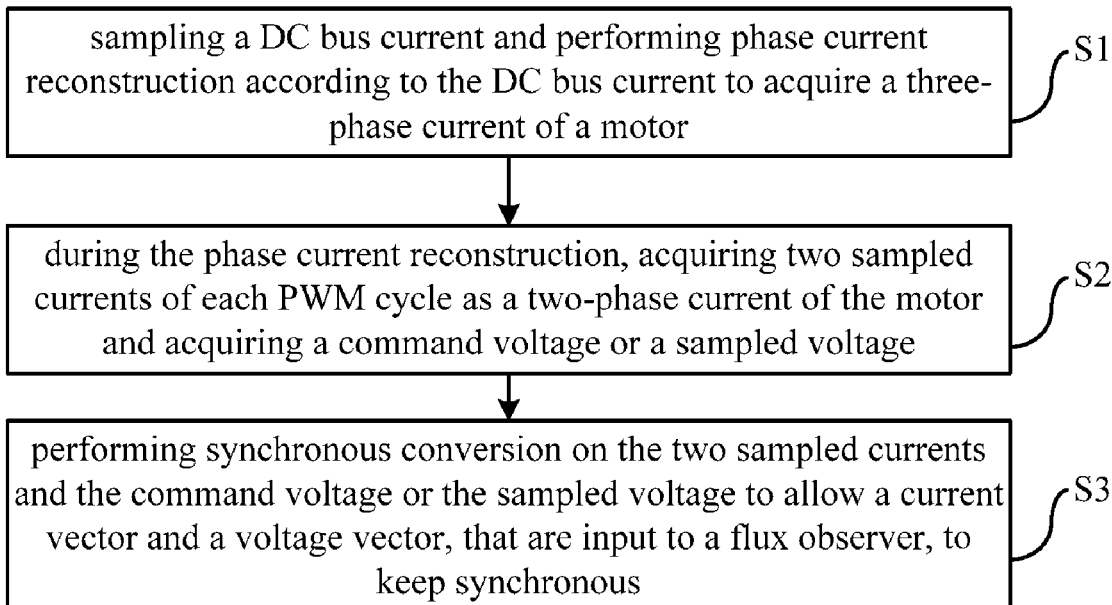 sampling a DC bus current and performing phase current
reconstruction according to the DC bus current to acquire a three-
phase current of a motor
S1
during the phase current reconstruction, acquiring two sampled
currents of each PWM cycle as a two-phase current of the motor
and acquiring a command voltage or a sampled voltage
S2
performing synchronous conversion on the two sampled currents
and the command voltage or the sampled voltage to allow a current
vector and a voltage vector, that are input to a flux observer, to
keep synchronous
S3